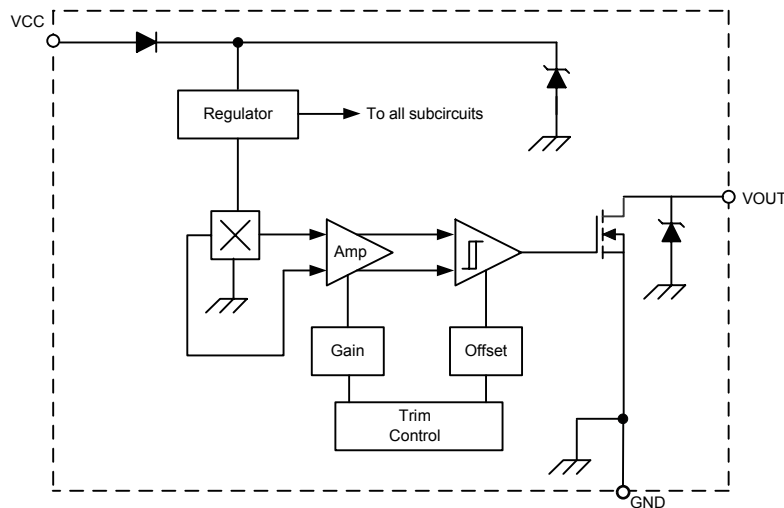 VCC
Regulator
To all subcircuits
VOUT
Amp
Gain
Offset
Trim
Control
GND